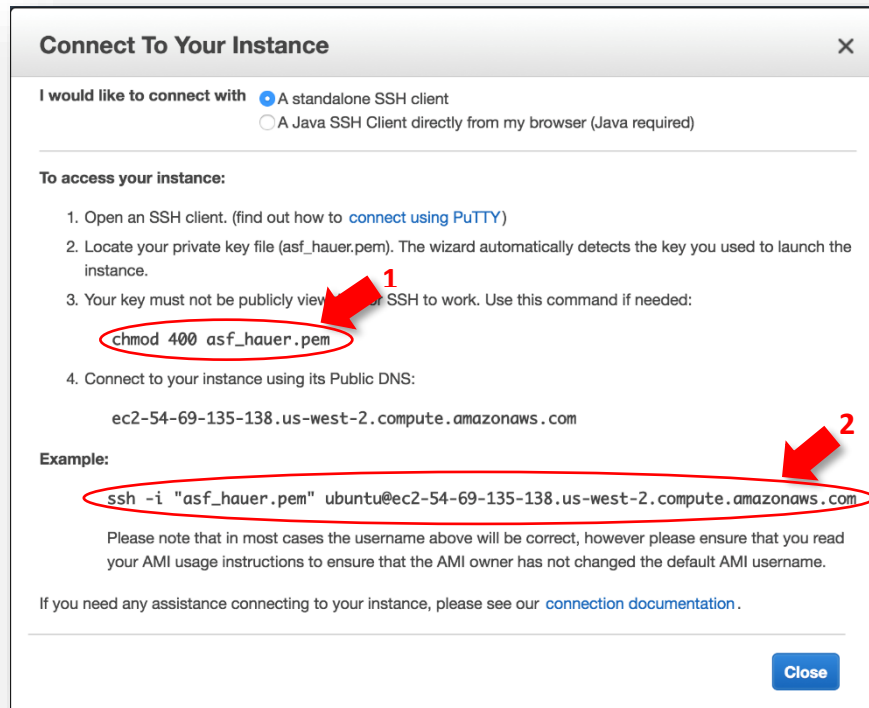 Connect To Your Instance
I would like to connect with
A standalone SSH client
A Java SSH Client directly from my browser (Java required)
To access your instance:
1. Open an SSH client. (find out how to connect using PuTTY)
2. Locate your private key file (asf_hauer.pem). The wizard automatically detects the key you used to launch the
instance.
1
3. Your key must not be publicly SSH to work. Use this command if needed:
chmod 400 asf_hauer.pem
4. Connect to your instance using its Public DNS:
ec2-54-69-135-138.us-west-2.compute.amazonaws.com
2
Example:
ssh -i "asf_hauer.pem" ubuntu@ec2-54-69-135-138.us-west-2.compute.amazonaws.com
Please note that in most cases the username above will be correct, however please ensure that you read
your AMI usage instructions to ensure that the AMI owner has not changed the default AMI username.
If you need any assistance connecting to your instance, please see our connection documentation.
Close